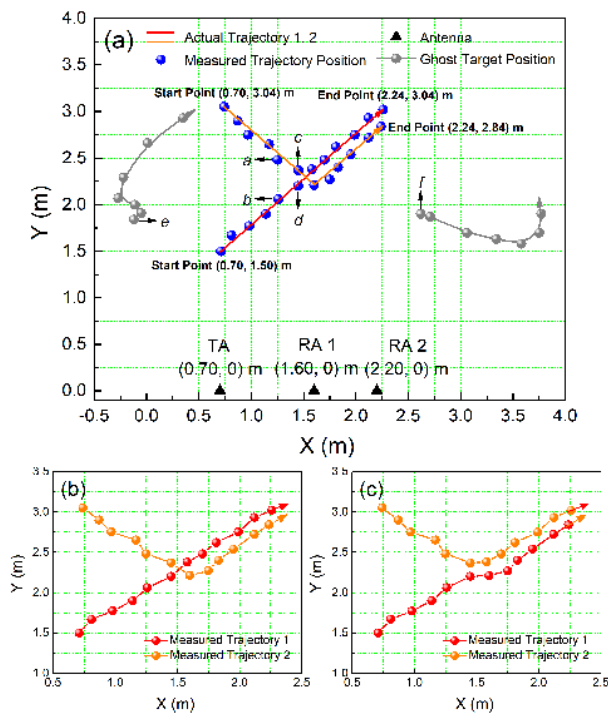 (a)
Actual Trajectory 1, 2
Antenna
Measured Trajectory Position
Ghost Target Position
Start Point (0.70, 3.04) m
End Point (2.24, 3.04) m
End Point (2.24, 2.84) m
a
b
c
d
e
f
Start Point (0.70, 1.50) m
TA
RA 1
RA 2
(0.70, 0) m
(1.60, 0) m
(2.20, 0) m
4.0
3.5
3.0
2.5
2.0
1.5
1.0
0.5
0.0
Y (m)
-0.5 0.0 0.5 1.0 1.5 2.0 2.5 3.0 3.5 4.0
X (m)
(b)
3.5
3.0
2.5
2.0
1.5
1.0
Y (m)
Measured Trajectory 1
Measured Trajectory 2
0.5 1.0 1.5 2.0 2.5
X (m)
(c)
3.5
3.0
2.5
2.0
1.5
1.0
Y (m)
Measured Trajectory 1
Measured Trajectory 2
0.5 1.0 1.5 2.0 2.5
X (m)